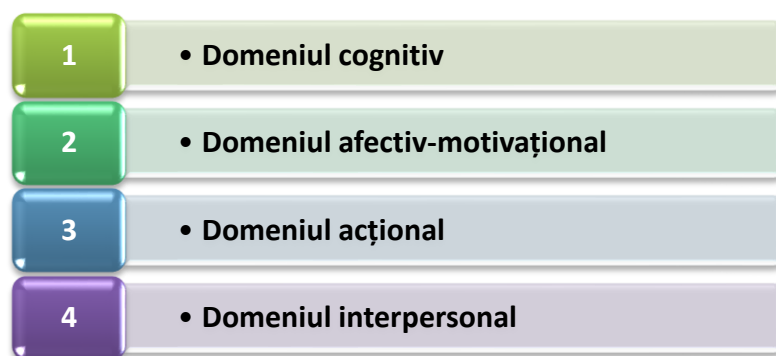 1 • Domeniul cognitiv
2 • Domeniul afectiv-motivațional
3 • Domeniul acțional
4 • Domeniul interpersonal